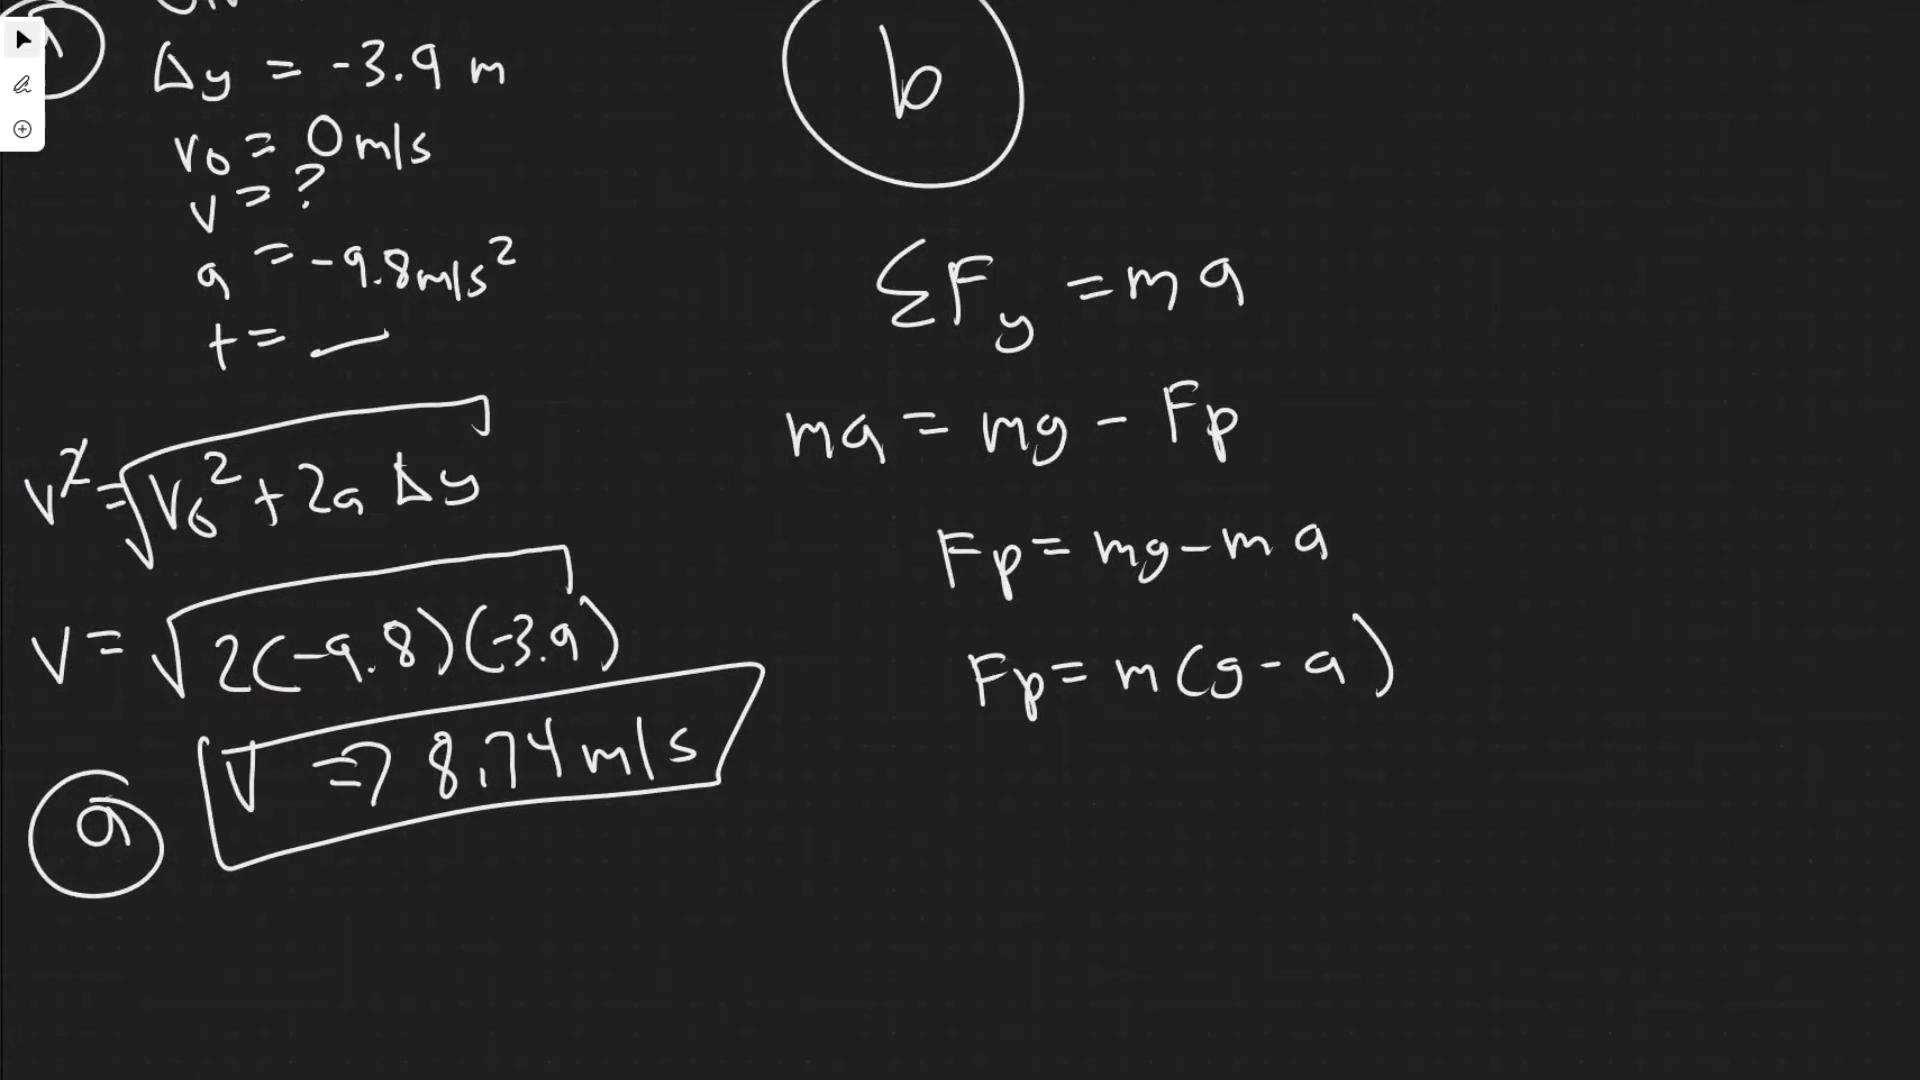 Δy = -3.9 m
v₀ = 0 m/s
v = ?
a = -9.8 m/s²
t = —
v² = √v₀² + 2a Δy
v = √2(-9.8)(-3.9)
v => 8.74 m/s
a
b
ΣFy = ma
ma = mg - Fp
Fp = mg - ma
Fp = m(g - a)